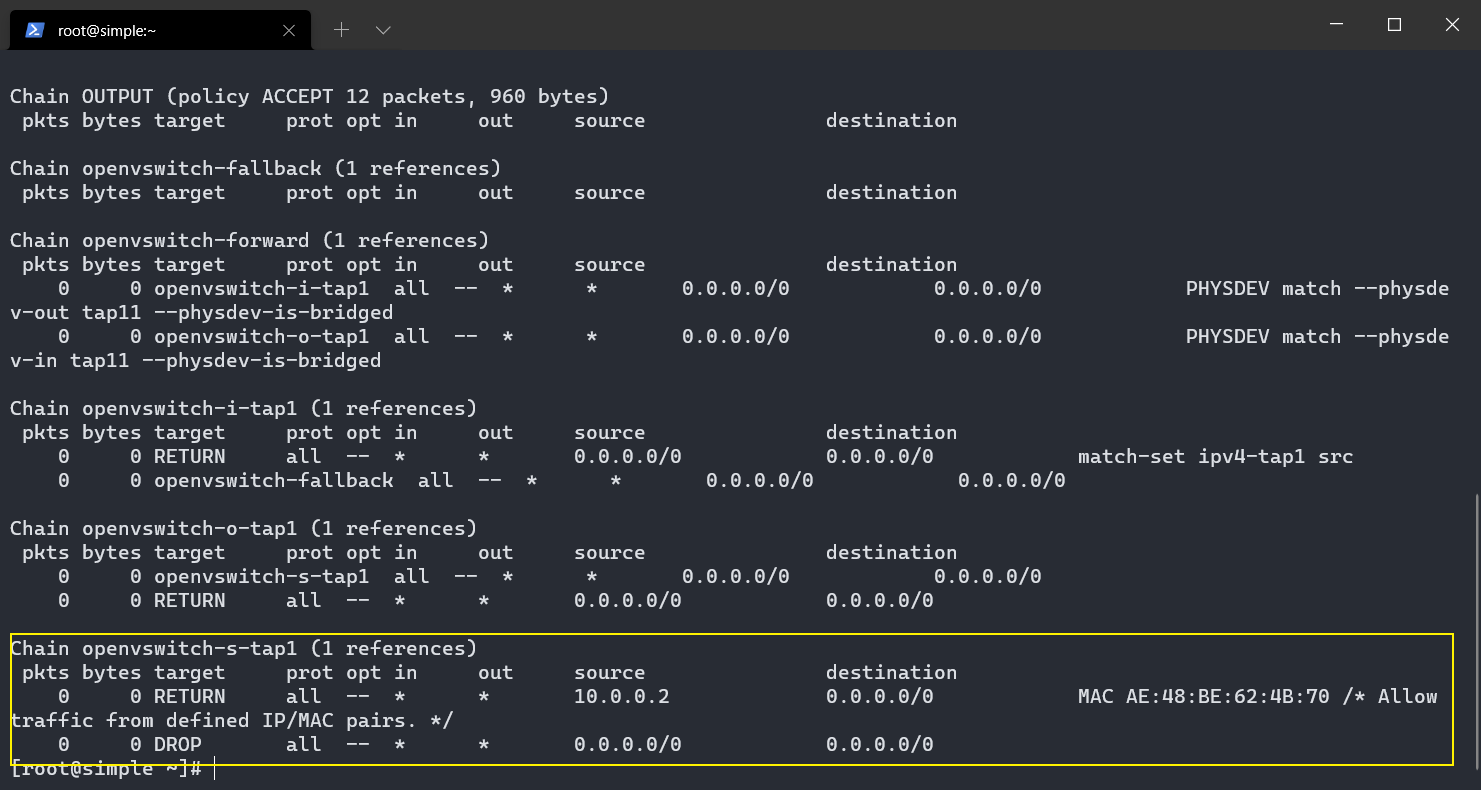 root@simple:~
Chain OUTPUT (policy ACCEPT 12 packets, 960 bytes)
 pkts bytes target     prot opt in     out     source               destination

Chain openvswitch-fallback (1 references)
 pkts bytes target     prot opt in     out     source               destination

Chain openvswitch-forward (1 references)
 pkts bytes target     prot opt in     out     source               destination
    0     0 openvswitch-i-tap1  all  --  *      *       0.0.0.0/0            0.0.0.0/0            PHYSDEV match --physde
v-out tap11 --physdev-is-bridged
    0     0 openvswitch-o-tap1  all  --  *      *       0.0.0.0/0            0.0.0.0/0            PHYSDEV match --physde
v-in tap11 --physdev-is-bridged

Chain openvswitch-i-tap1 (1 references)
 pkts bytes target     prot opt in     out     source               destination
    0     0 RETURN     all  --  *      *       0.0.0.0/0            0.0.0.0/0            match-set ipv4-tap1 src
    0     0 openvswitch-fallback  all  --  *      *       0.0.0.0/0            0.0.0.0/0

Chain openvswitch-o-tap1 (1 references)
 pkts bytes target     prot opt in     out     source               destination
    0     0 openvswitch-s-tap1  all  --  *      *       0.0.0.0/0            0.0.0.0/0
    0     0 RETURN     all  --  *      *       0.0.0.0/0            0.0.0.0/0

Chain openvswitch-s-tap1 (1 references)
 pkts bytes target     prot opt in     out     source               destination
    0     0 RETURN     all  --  *      *       10.0.0.2             0.0.0.0/0            MAC AE:48:BE:62:4B:70 /* Allow
traffic from defined IP/MAC pairs. */
    0     0 DROP       all  --  *      *       0.0.0.0/0            0.0.0.0/0
[root@simple ~]#